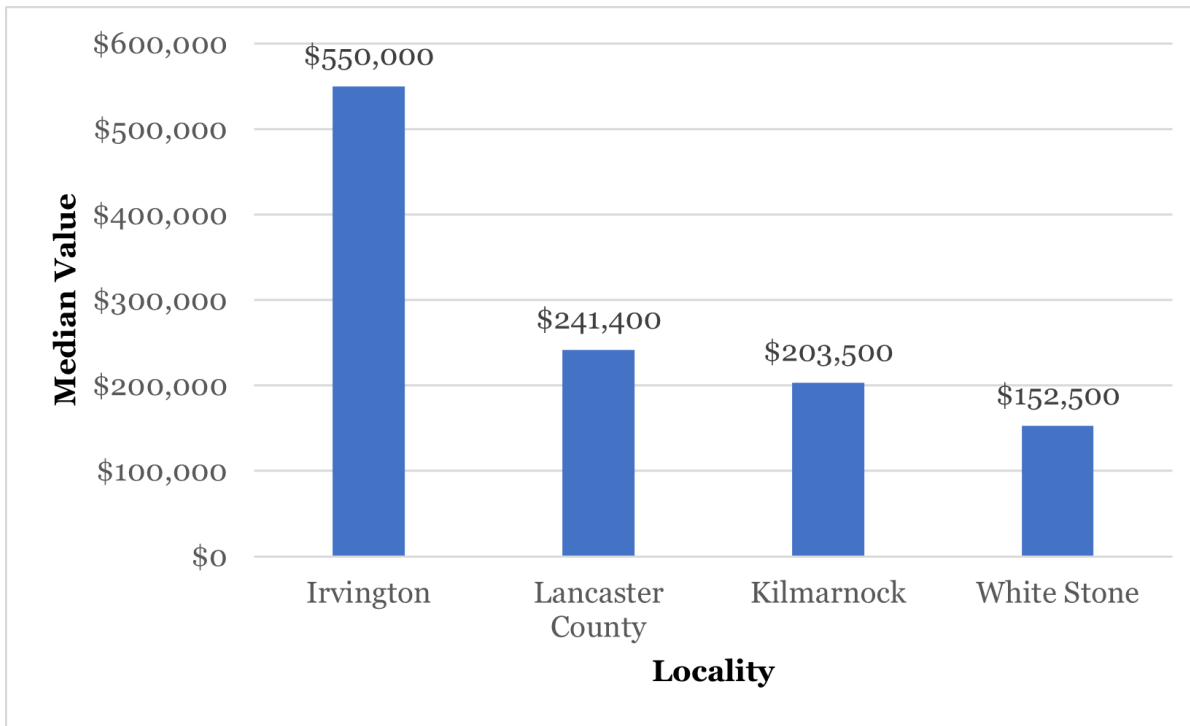 $600,000
$550,000
$500,000
$400,000
$300,000
$241,400
$203,500
$200,000
$152,500
$100,000
$0
Median Value
Irvington
Lancaster
County
Kilmarnock
White Stone
Locality